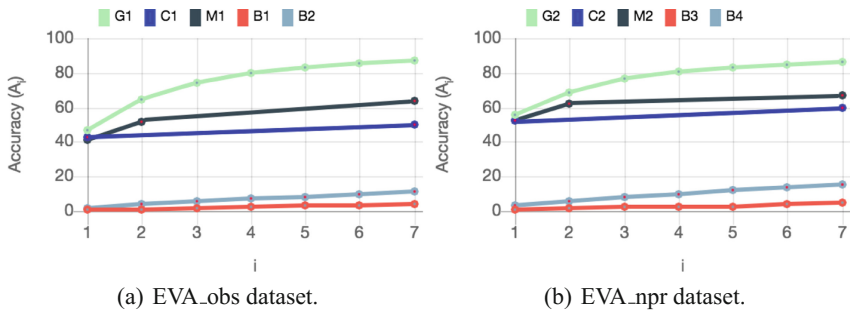 G1 C1 M1 B1 B2
G2 C2 M2 B3 B4
Accuracy (Aᵢ)
100
80
60
40
20
0
1 2 3 4 5 6 7
i
Accuracy (Aᵢ)
100
80
60
40
20
0
1 2 3 4 5 6 7
i
(a) EVA_obs dataset.
(b) EVA_npr dataset.